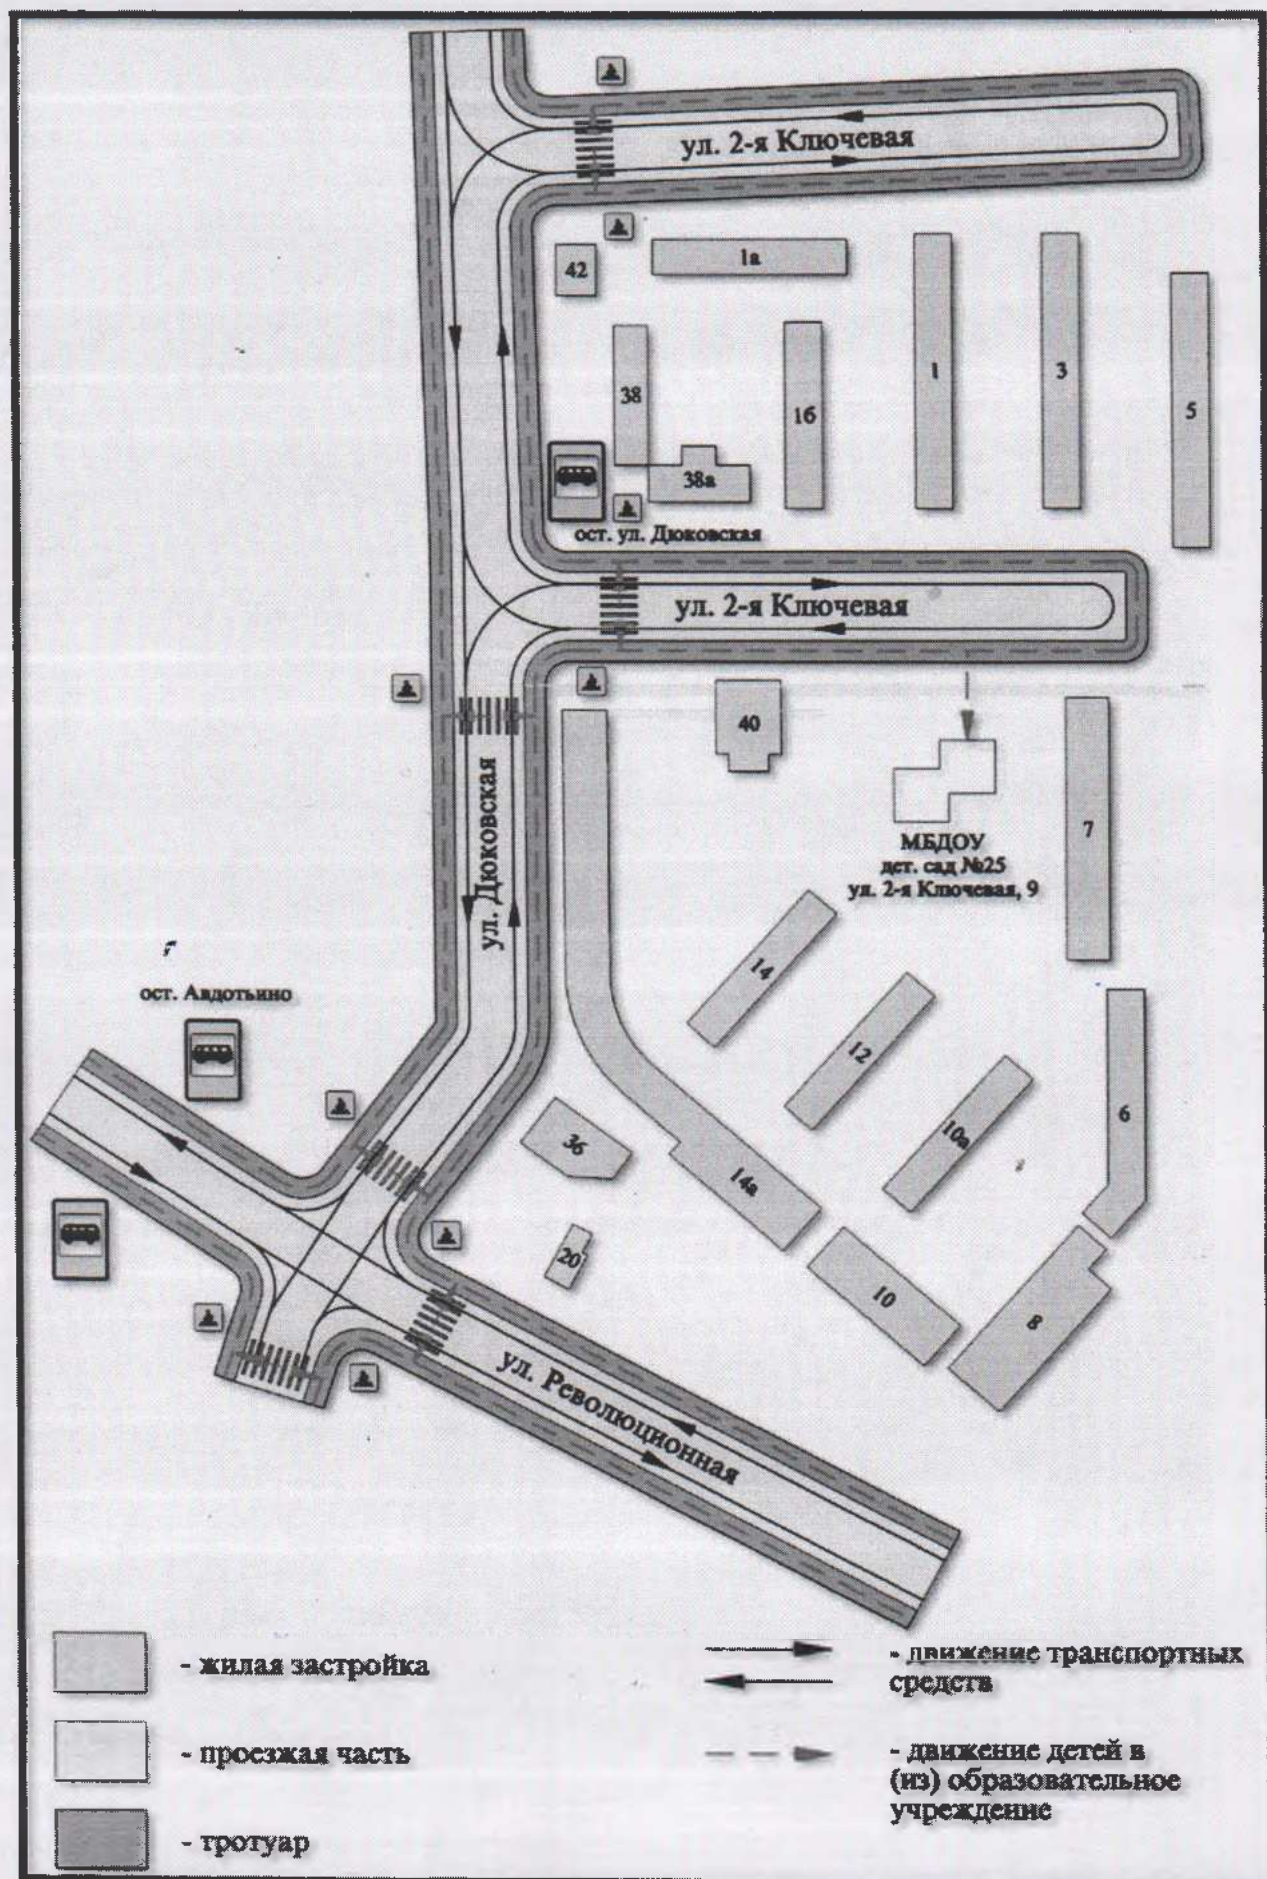 ул. 2-я Ключевая
42
1а
38
16
1
3
5
38а
ост. ул. Дюковская
ул. 2-я Ключевая
40
7
МБДОУ
дет. сад №25
ул. 2-я Ключевая, 9
ул. Дюковская
14
12
10а
6
ост. Авдотьино
36
14а
20
10
8
ул. Революционная
- жилая застройка
- проезжая часть
- тротуар
- движение транспортных
средств
- движение детей в
(из) образовательное
учреждение